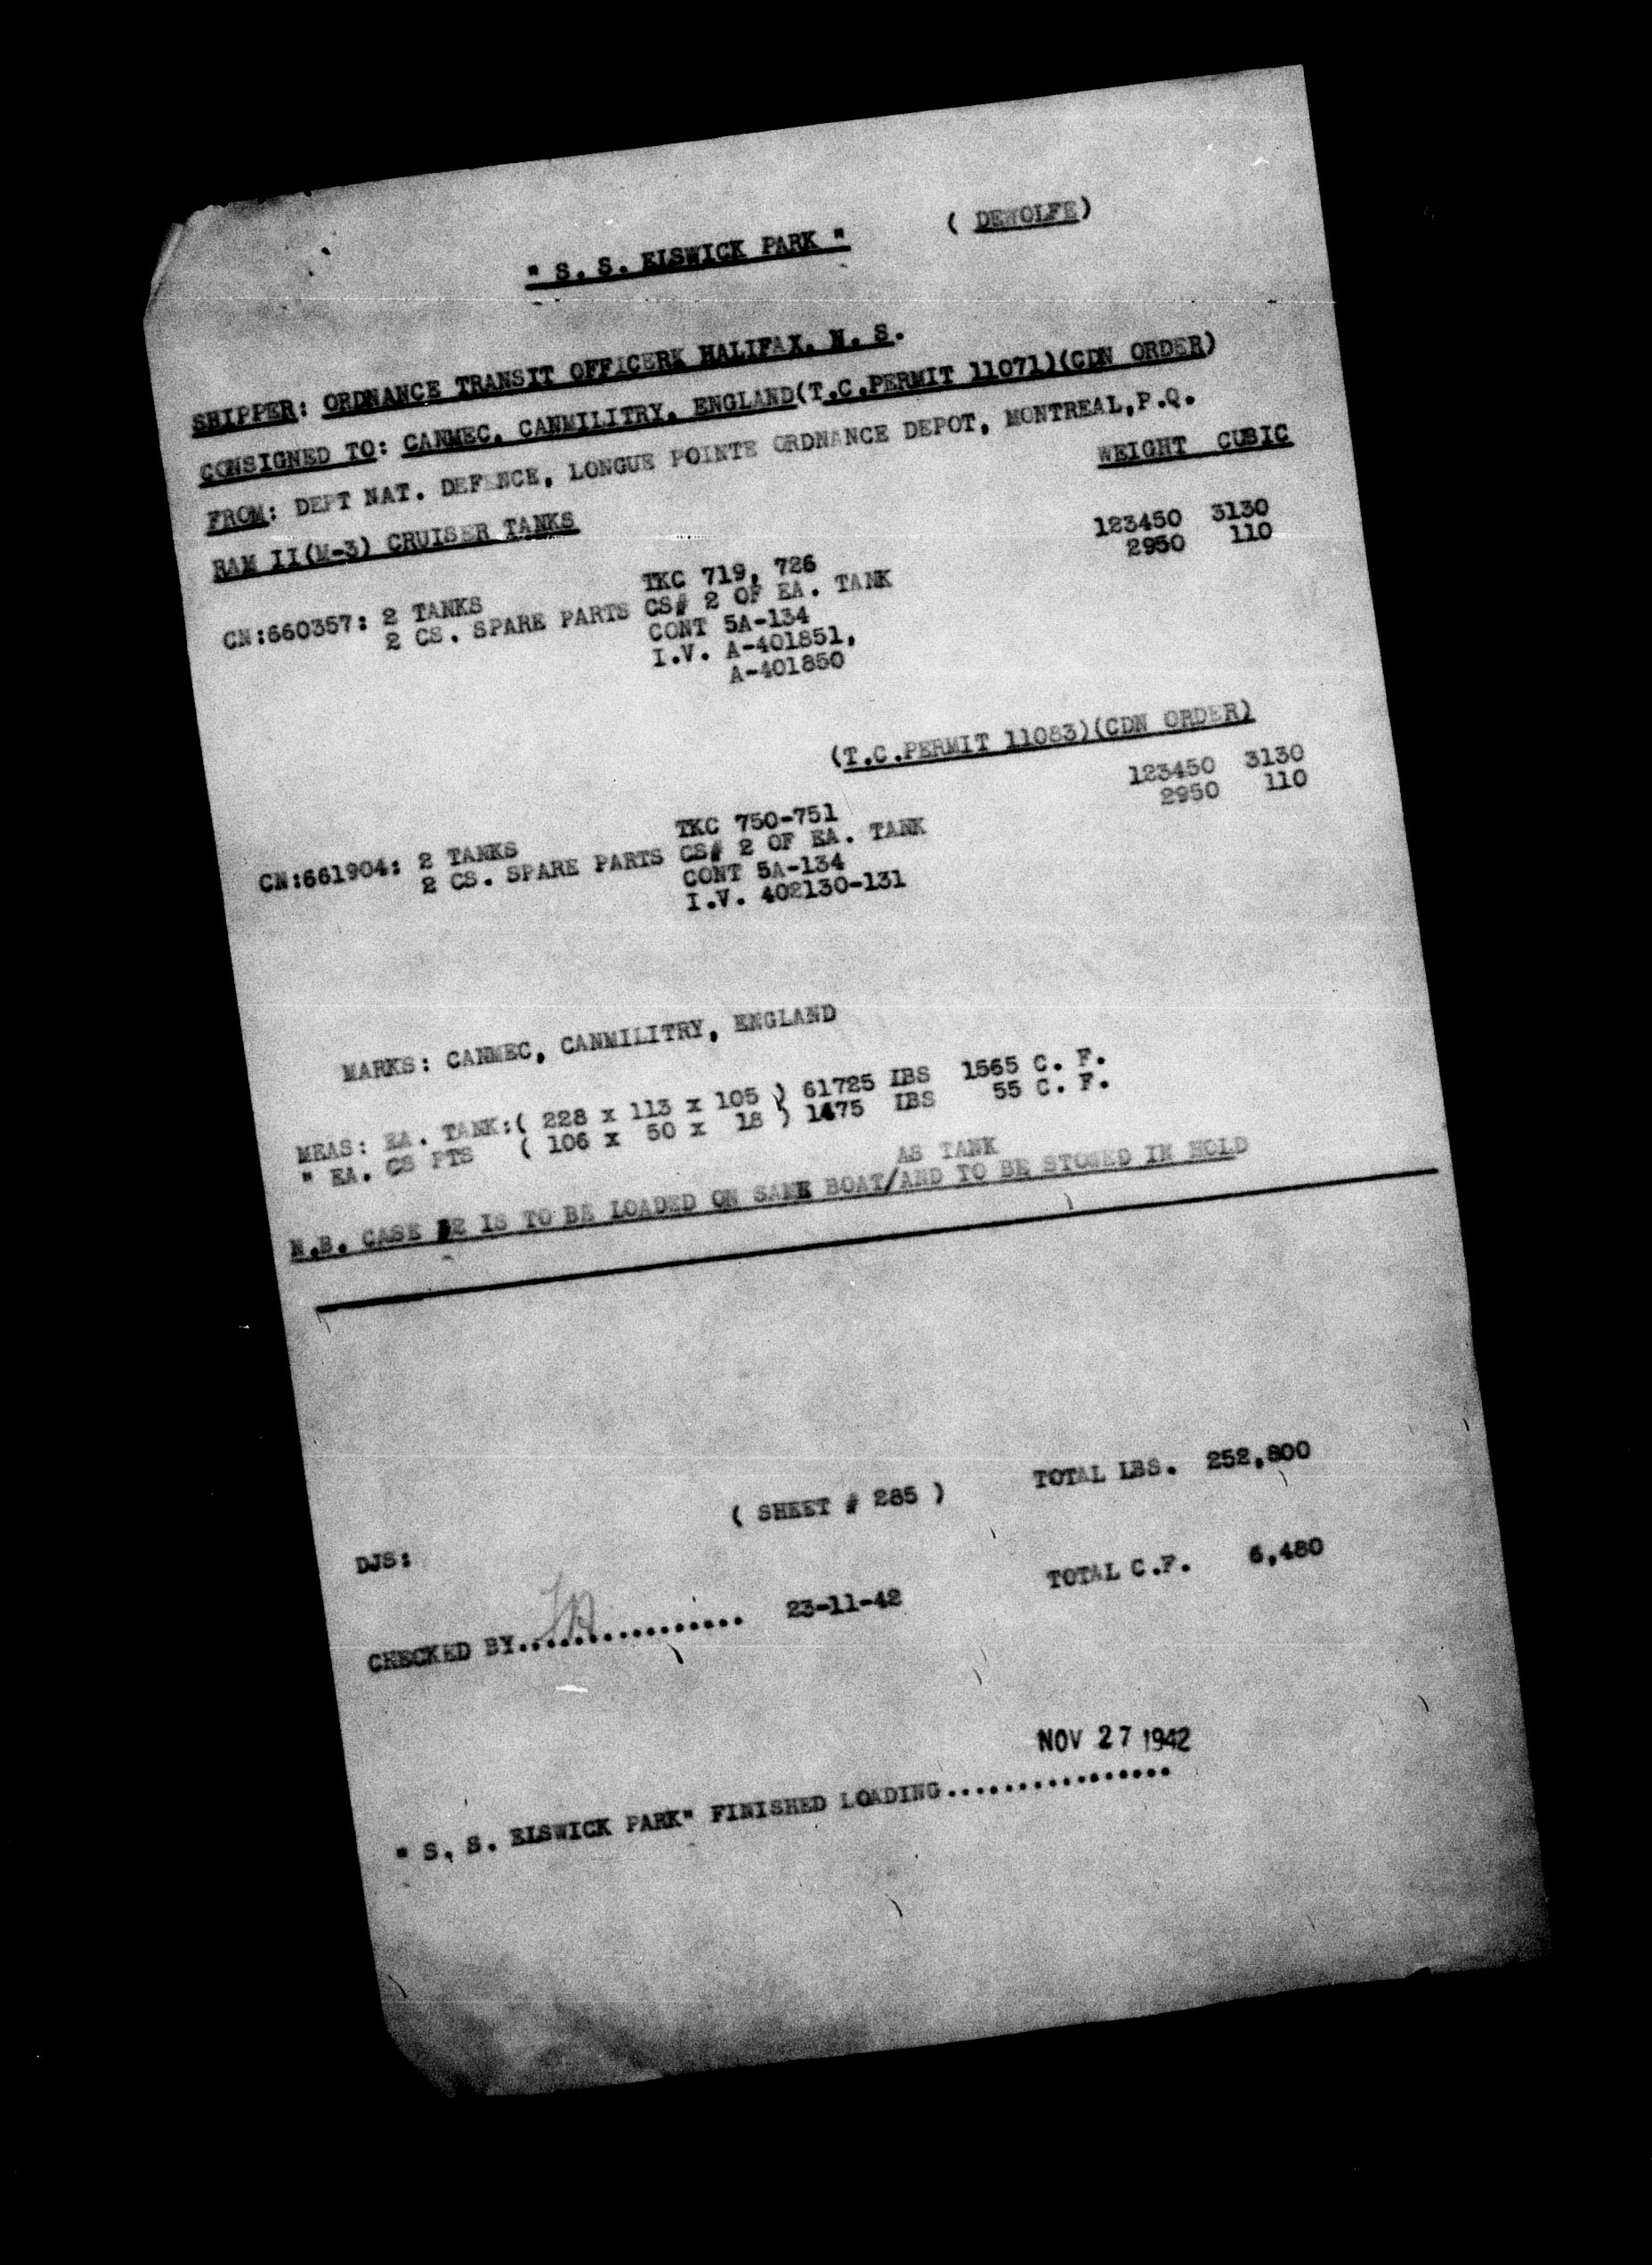 " S. S. ELSWICK PARK " ( DEWOLFE)
SHIPPER: ORDNANCE TRANSIT OFFICERK HALIFAX. N. S.
CONSIGNED TO: CANMEC, CANMILITRY, ENGLAND(T.C.PERMIT 11071)(CDN ORDER)
FROM: DEPT NAT. DEFENCE, LONGUE POINTE ORDNANCE DEPOT, MONTREAL,P.Q.
RAM II(M-3) CRUISER TANKS WEIGHT CUBIC
CN:660357: 2 TANKS TKC 719, 726 123450 3130
2 CS. SPARE PARTS CS# 2 OF EA. TANK 2950 110
CONT 5A-134
I.V. A-401851,
A-401850
(T.C.PERMIT 11083)(CDN ORDER)
CN:661904: 2 TANKS TKC 750-751 123450 3130
2 CS. SPARE PARTS CS# 2 OF EA. TANK 2950 110
CONT 5A-134
I.V. 402130-131
MARKS: CANMEC, CANMILITRY, ENGLAND
MEAS: EA. TANK:( 228 x 113 x 105 ) 61725 LBS 1565 C. F.
" EA. CS PTS ( 106 x 50 x 18 ) 1475 LBS 55 C. F.
AS TANK
N.B. CASE #2 IS TO BE LOADED ON SAME BOAT/AND TO BE STOWED IN HOLD
( SHEET # 285 ) TOTAL LBS. 252,800
DJS:
TOTAL C.F. 6,480
CHECKED BY................ 23-11-42
NOV 27 1942
" S. S. ELSWICK PARK" FINISHED LOADING................